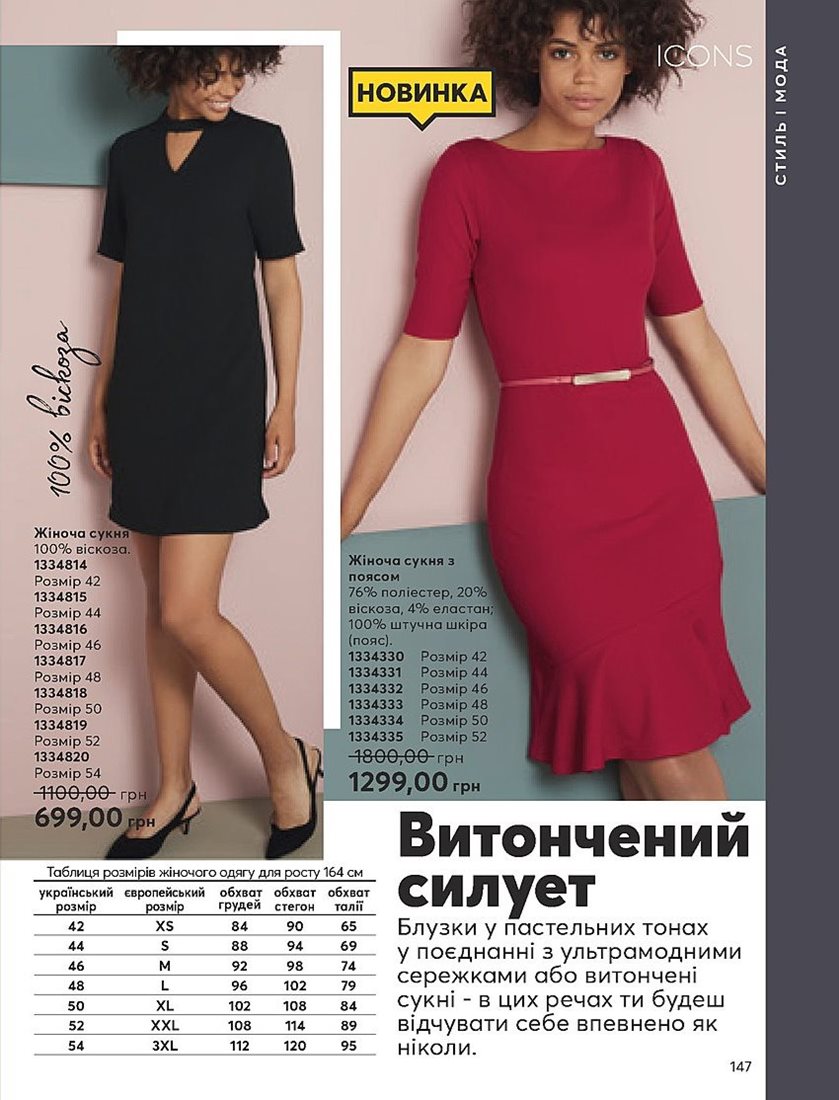 ICONS
СТИЛЬ І МОДА
НОВИНКА
100% віскоза
Жіноча сукня
100% віскоза.
1334814
Розмір 42
1334815
Розмір 44
1334816
Розмір 46
1334817
Розмір 48
1334818
Розмір 50
1334819
Розмір 52
1334820
Розмір 54
1100,00 грн
699,00 грн
Жіноча сукня з
поясом
76% поліестер, 20%
віскоза, 4% еластан;
100% штучна шкіра
(пояс).
1334330 Розмір 42
1334331 Розмір 44
1334332 Розмір 46
1334333 Розмір 48
1334334 Розмір 50
1334335 Розмір 52
1800,00 грн
1299,00 грн
Таблиця розмірів жіночого одягу для росту 164 см
український розмір європейський розмір обхват грудей обхват стегон обхват талії
42 XS 84 90 65
44 S 88 94 69
46 M 92 98 74
48 L 96 102 79
50 XL 102 108 84
52 XXL 108 114 89
54 3XL 112 120 95
Витончений
силует
Блузки у пастельних тонах
у поєднанні з ультрамодними
сережками або витончені
сукні - в цих речах ти будеш
відчувати себе впевнено як
ніколи.
147